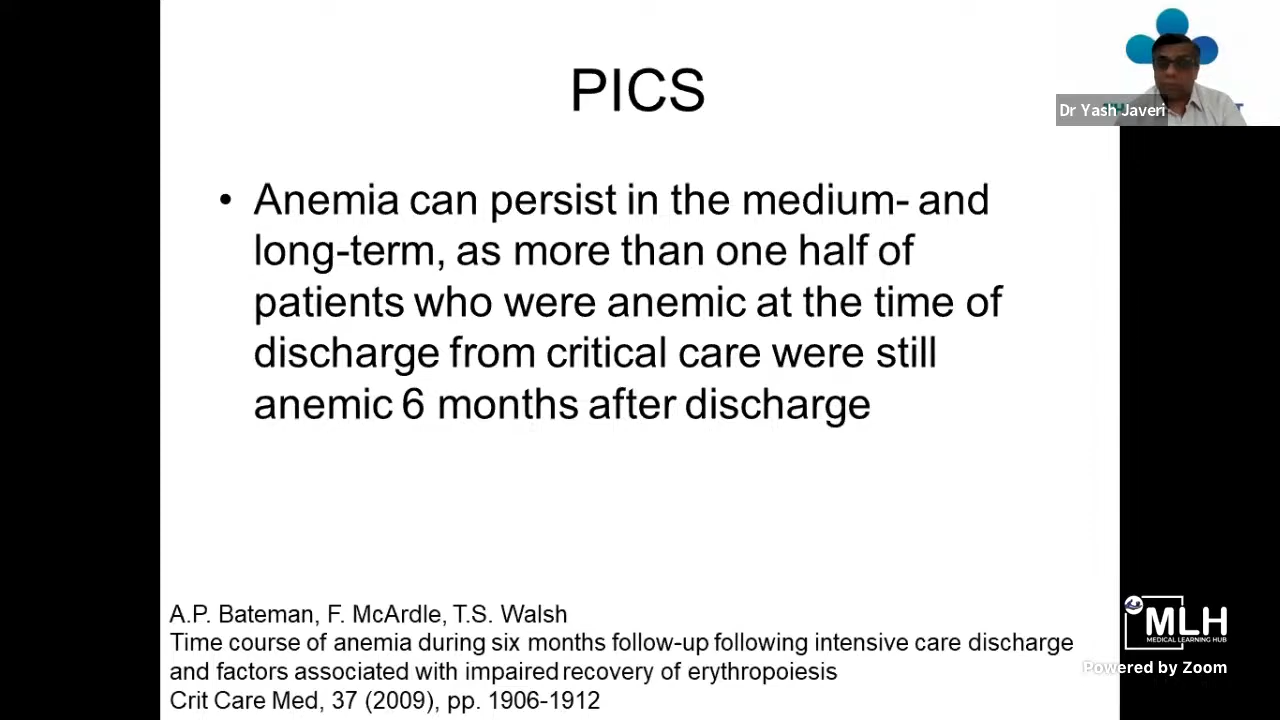 PICS
Dr Yash Javeri
• Anemia can persist in the medium- and
long-term, as more than one half of
patients who were anemic at the time of
discharge from critical care were still
anemic 6 months after discharge
A.P. Bateman, F. McArdle, T.S. Walsh
Time course of anemia during six months follow-up following intensive care discharge
and factors associated with impaired recovery of erythropoiesis
Crit Care Med, 37 (2009), pp. 1906-1912
MLH
MEDICAL LEARNING HUB
Powered by Zoom